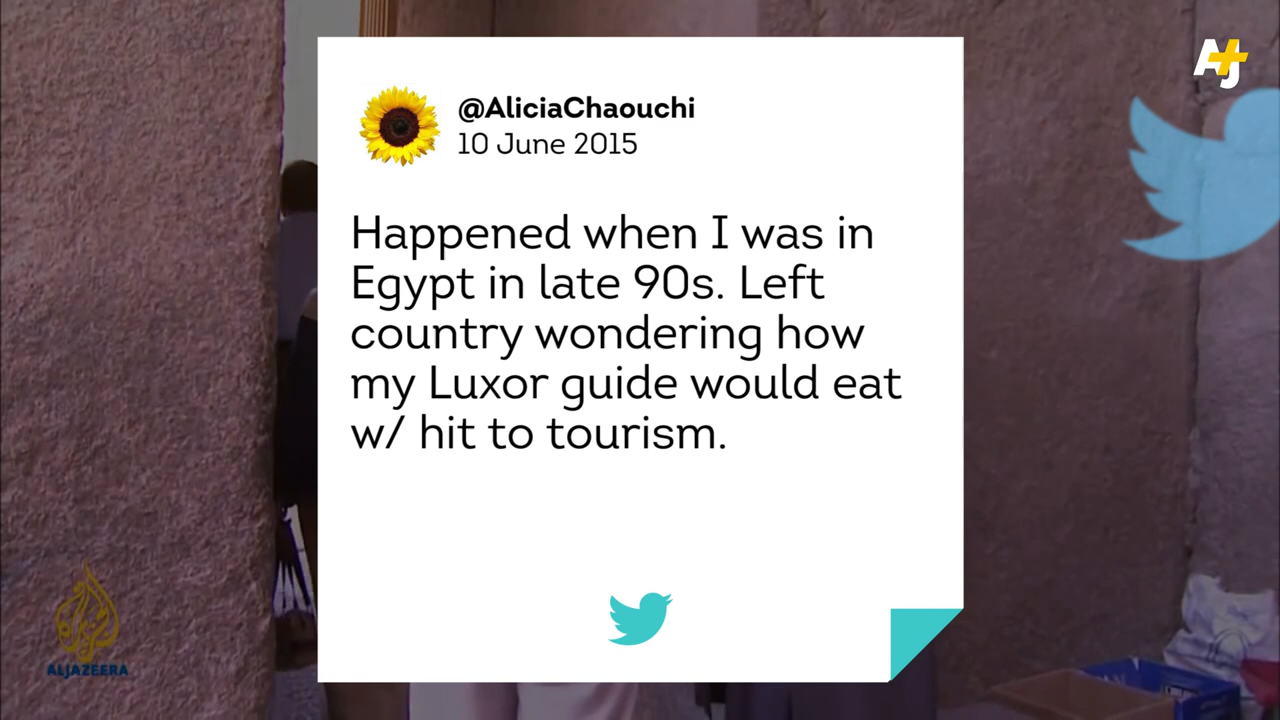 @AliciaChaouchi
10 June 2015
Happened when I was in
Egypt in late 90s. Left
country wondering how
my Luxor guide would eat
w/ hit to tourism.
AJ+
ALJAZEERA